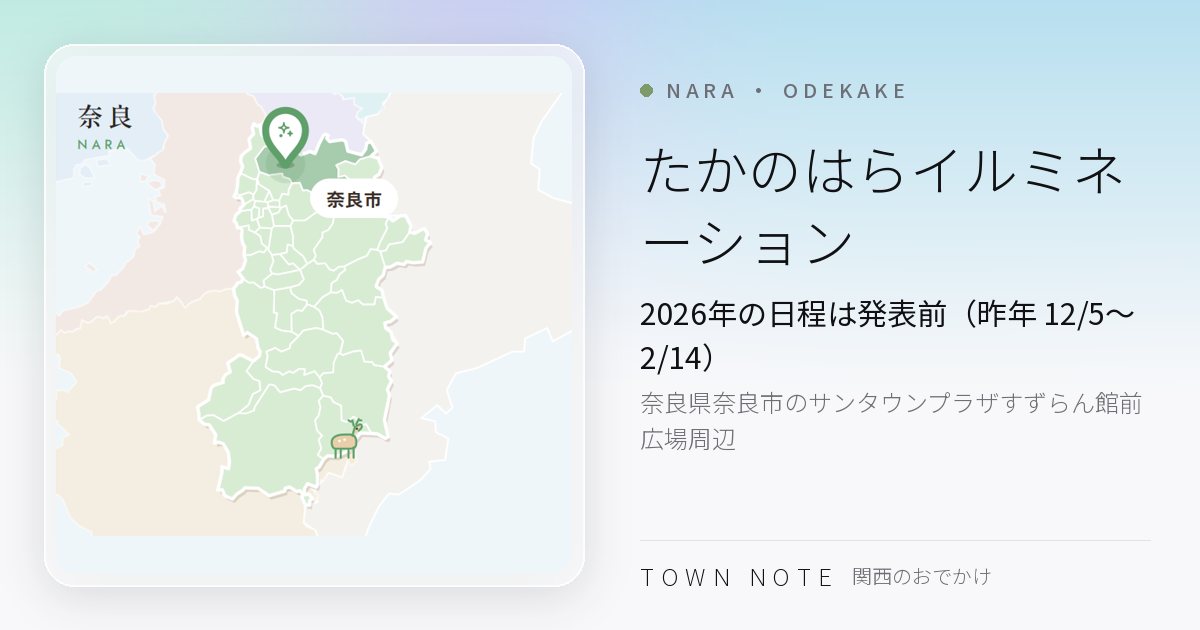 奈良
NARA
奈良市
NARA • ODEKAKE
たかのはらイルミネ
ーション
2026年の日程は発表前（昨年 12/5〜
2/14）
奈良県奈良市のサンタウンプラザすずらん館前
広場周辺
TOWN NOTE 関西のおでかけ